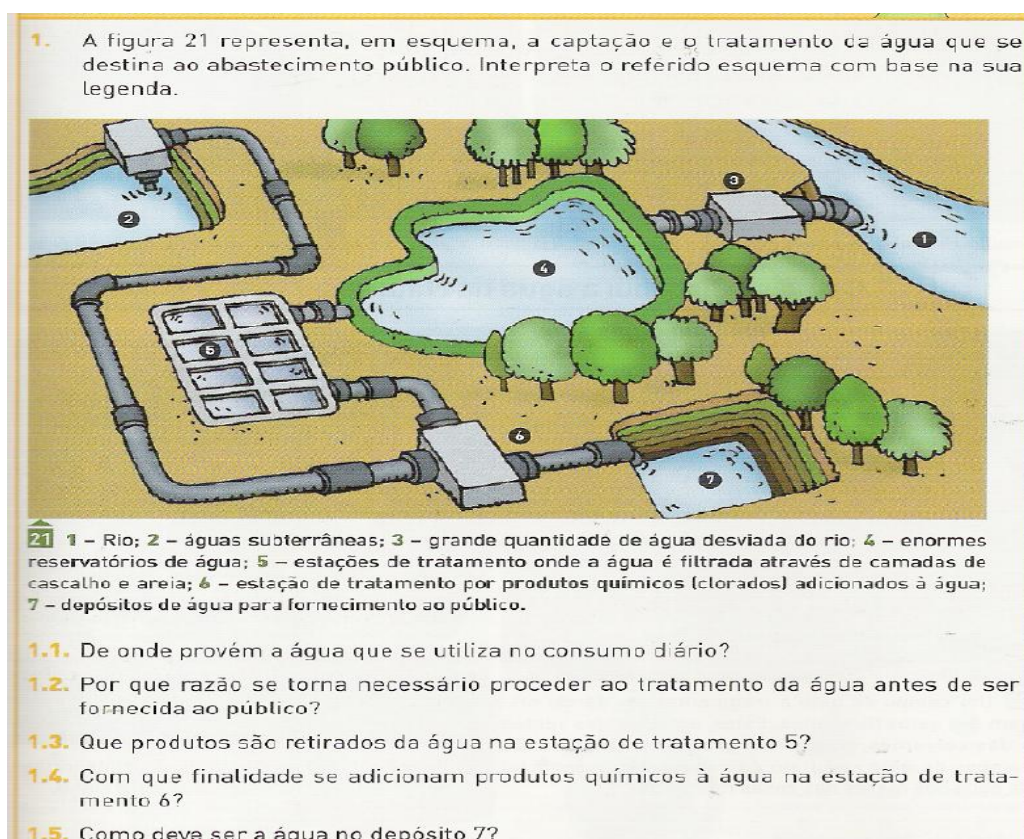 1. A figura 21 representa, em esquema, a captação e o tratamento da água que se
destina ao abastecimento público. Interpreta o referido esquema com base na sua
legenda.
3
2
1
4
5
6
7
21 1 – Rio; 2 – águas subterrâneas; 3 – grande quantidade de água desviada do rio; 4 – enormes
reservatórios de água; 5 – estações de tratamento onde a água é filtrada através de camadas de
cascalho e areia; 6 – estação de tratamento por produtos químicos (clorados) adicionados à água;
7 – depósitos de água para fornecimento ao público.
1.1. De onde provém a água que se utiliza no consumo diário?
1.2. Por que razão se torna necessário proceder ao tratamento da água antes de ser
fornecida ao público?
1.3. Que produtos são retirados da água na estação de tratamento 5?
1.4. Com que finalidade se adicionam produtos químicos à água na estação de trata-
mento 6?
1.5. Como deve ser a água no depósito 7?